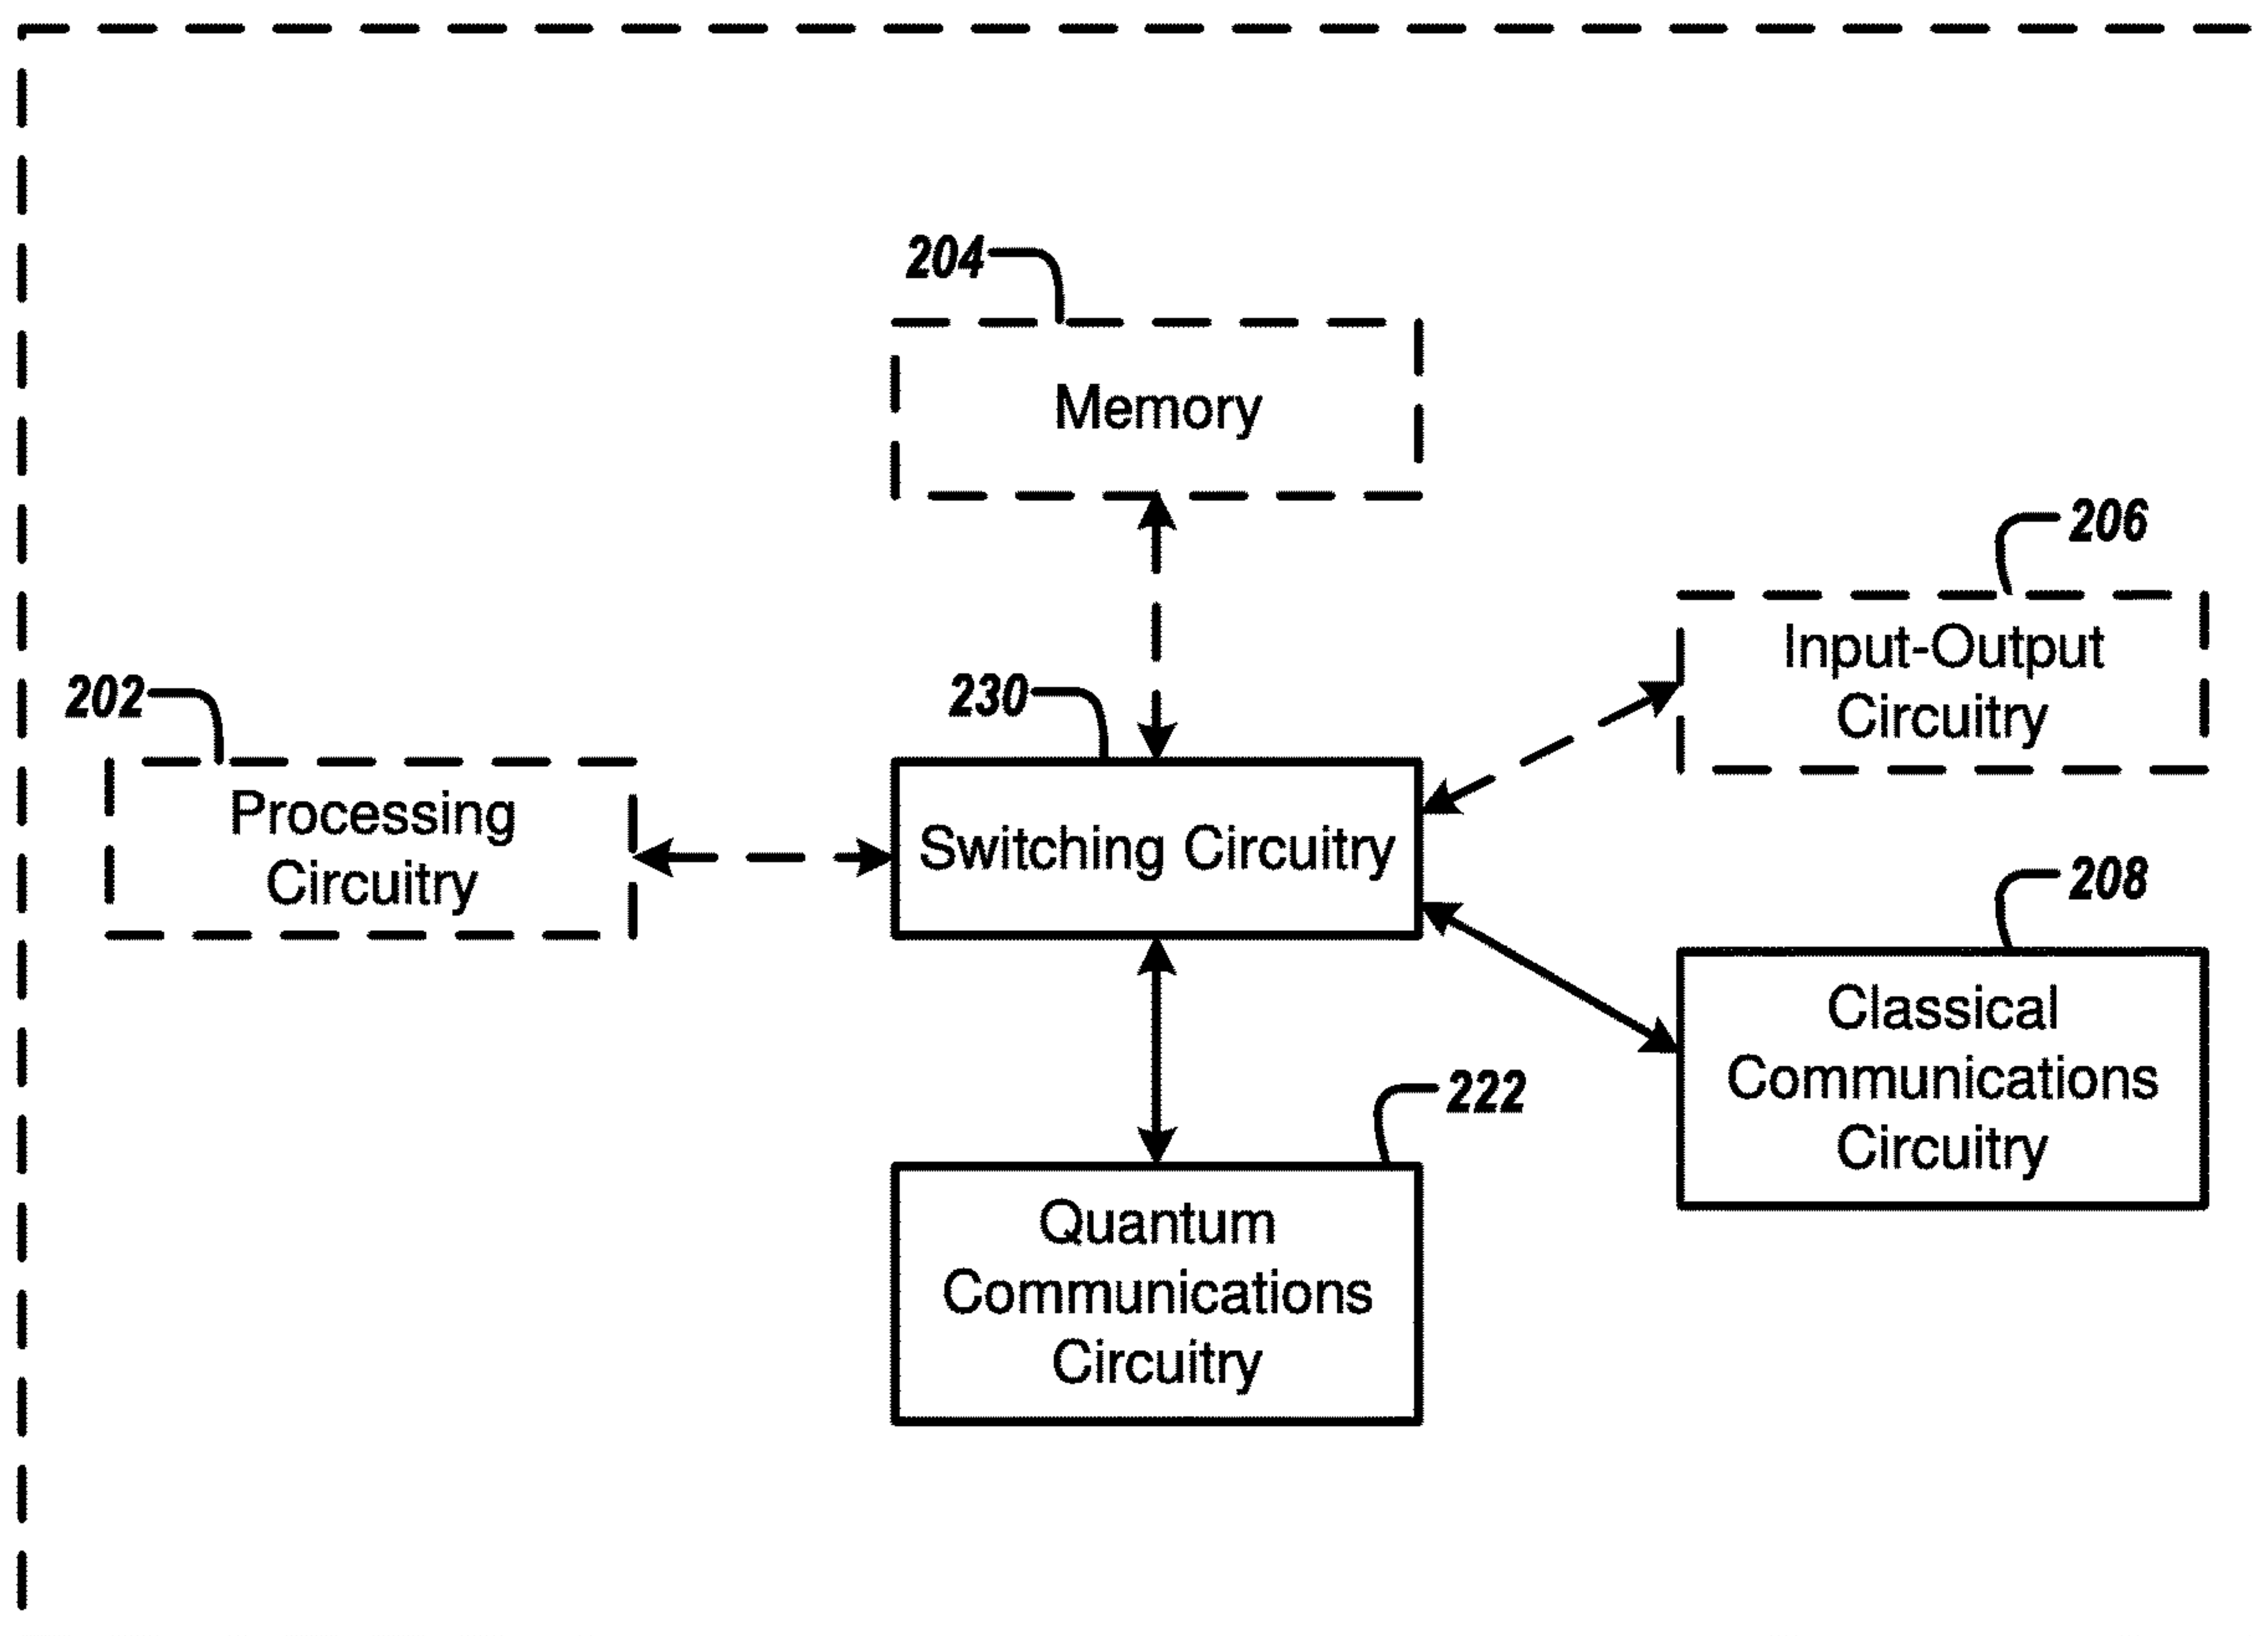 204
Memory
206
Input-Output
Circuitry
202
Processing
Circuitry
230
Switching Circuitry
208
Classical
Communications
Circuitry
222
Quantum
Communications
Circuitry